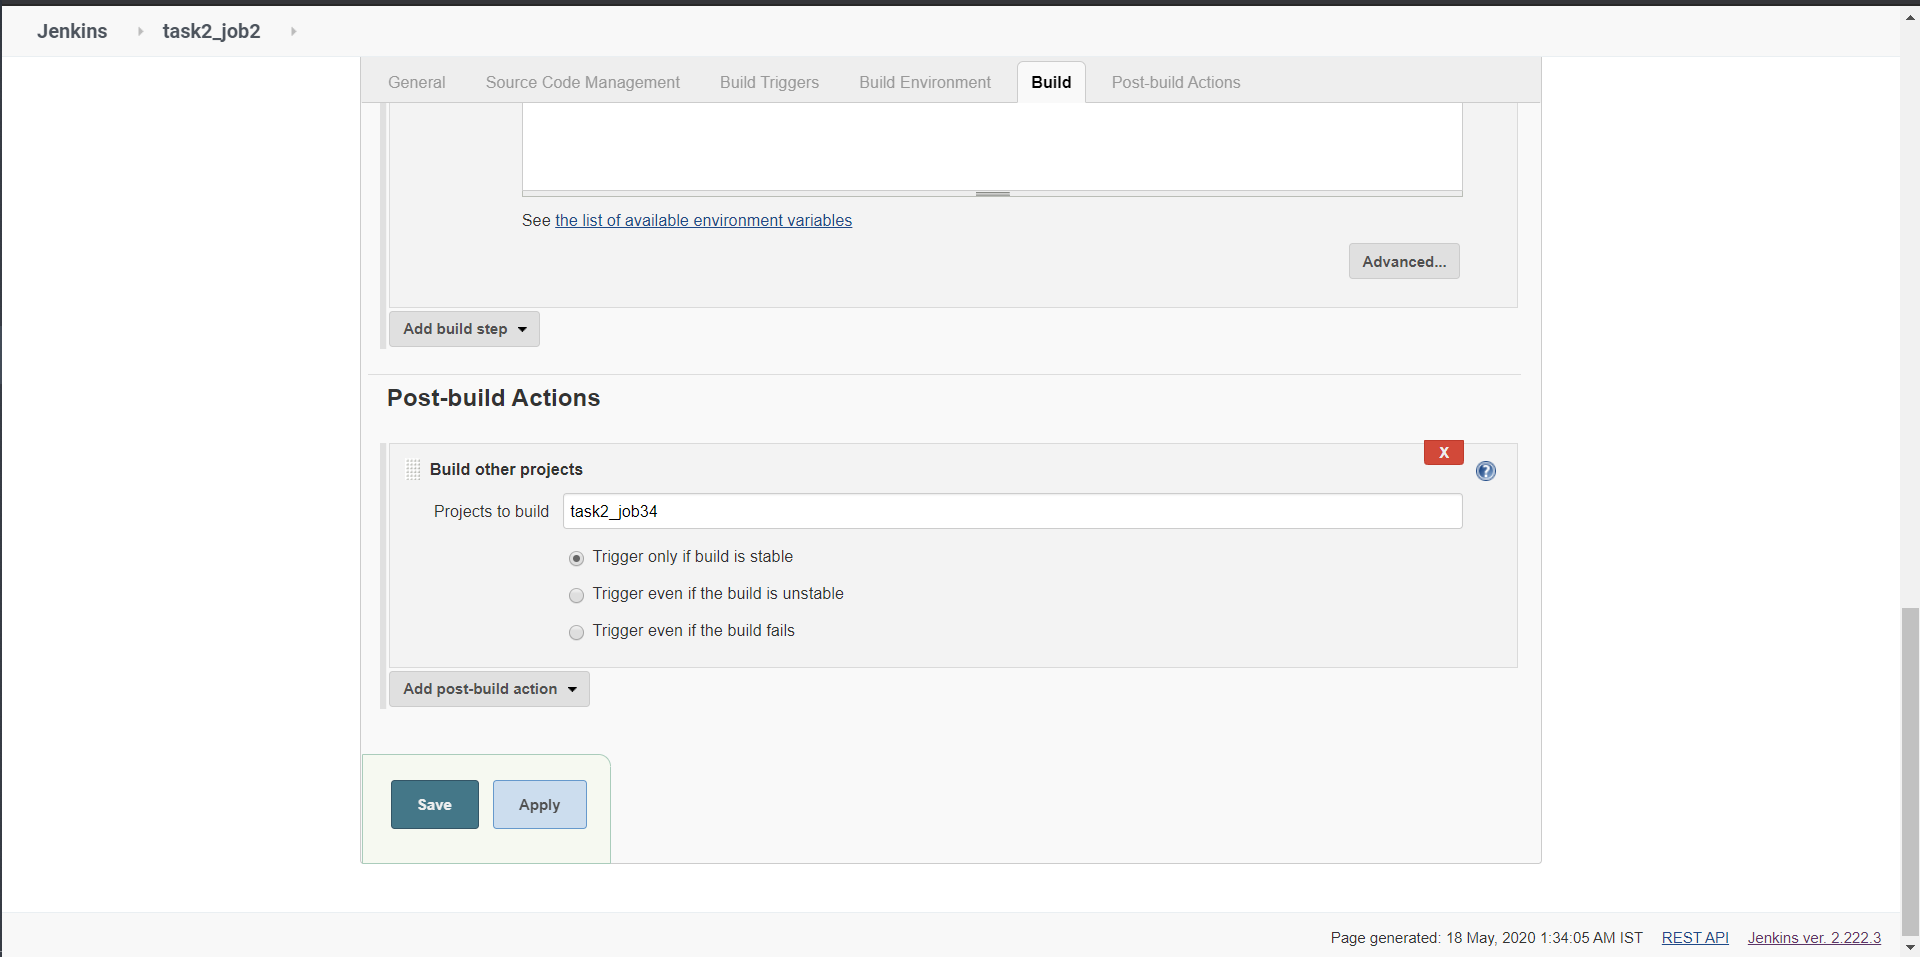 Jenkins task2_job2
General Source Code Management Build Triggers Build Environment Build Post-build Actions
See the list of available environment variables
Advanced...
Add build step
Post-build Actions
X
Build other projects
?
Projects to build task2_job34
Trigger only if build is stable
Trigger even if the build is unstable
Trigger even if the build fails
Add post-build action
Save Apply
Page generated: 18 May, 2020 1:34:05 AM IST REST API Jenkins ver. 2.222.3